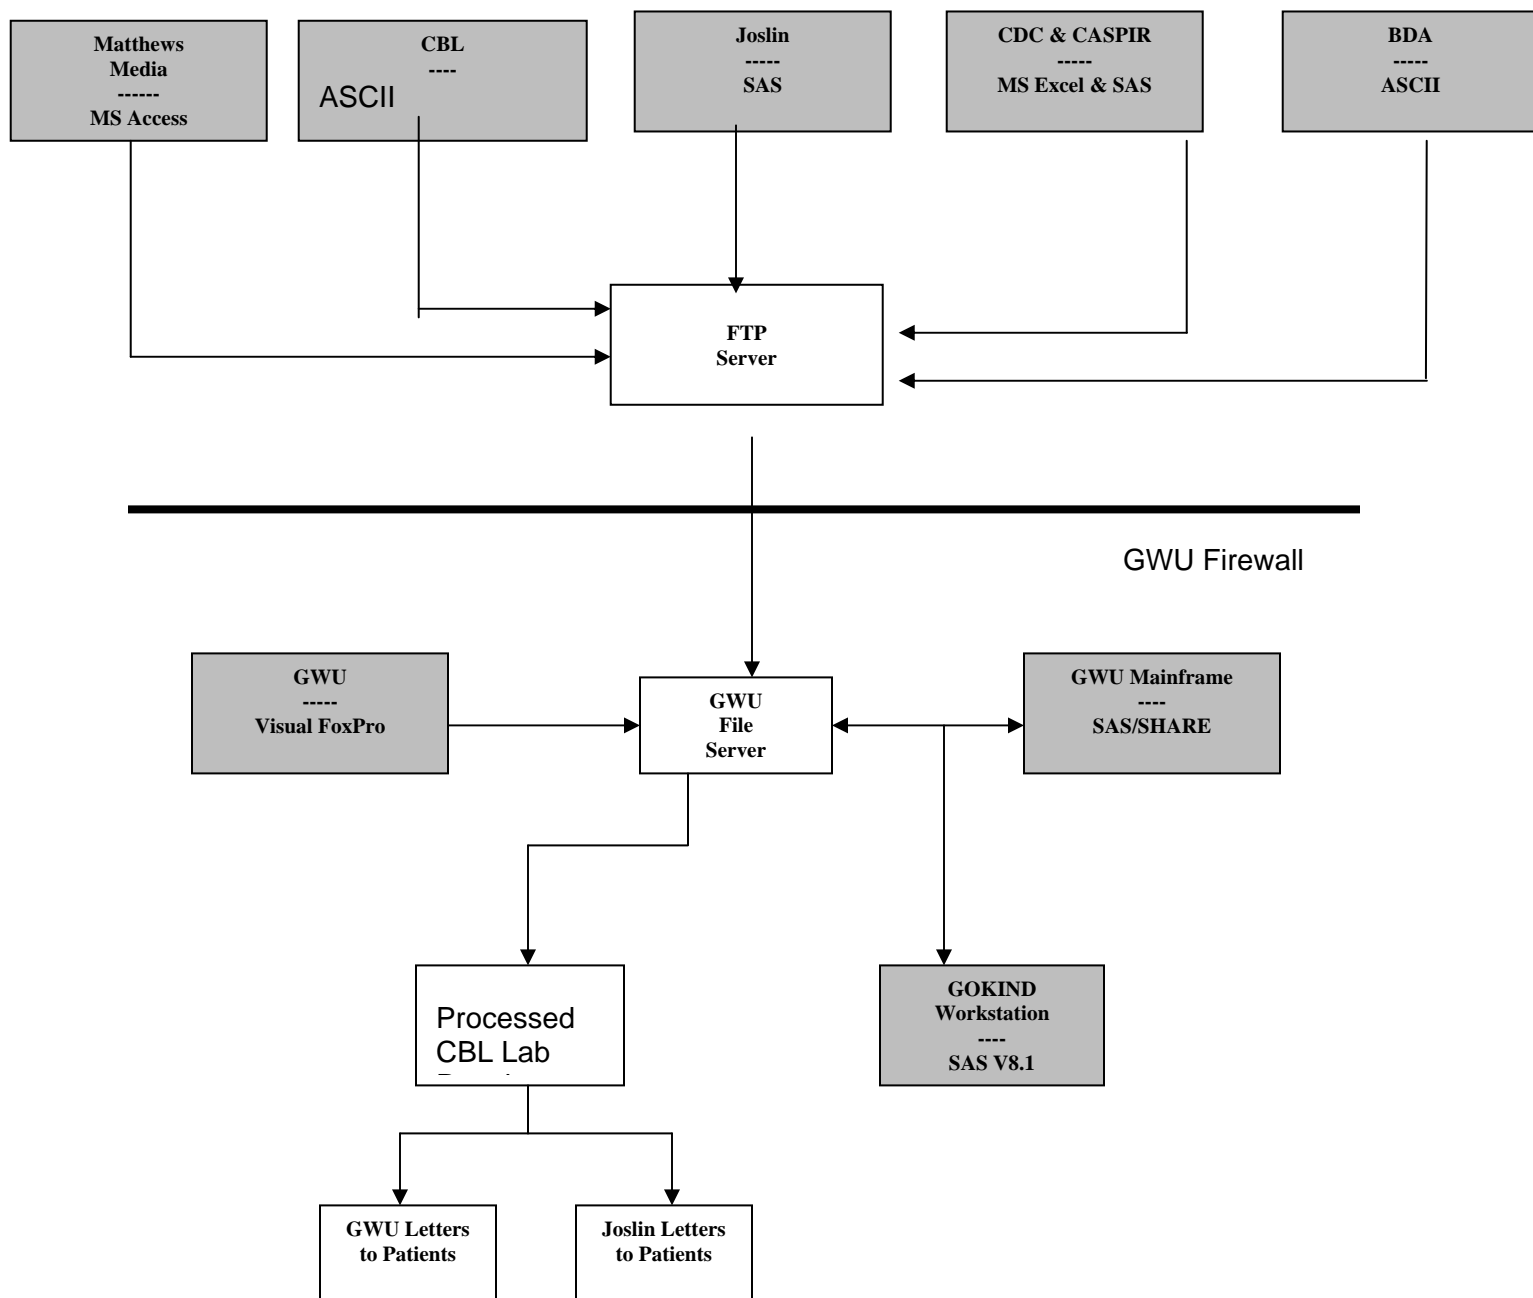 Matthews
Media
------
MS Access
CBL
----
ASCII
Joslin
-----
SAS
CDC & CASPIR
-----
MS Excel & SAS
BDA
-----
ASCII
FTP
Server
GWU Firewall
GWU
-----
Visual FoxPro
GWU
File
Server
GWU Mainframe
----
SAS/SHARE
Processed
CBL Lab
GOKIND
Workstation
----
SAS V8.1
GWU Letters
to Patients
Joslin Letters
to Patients